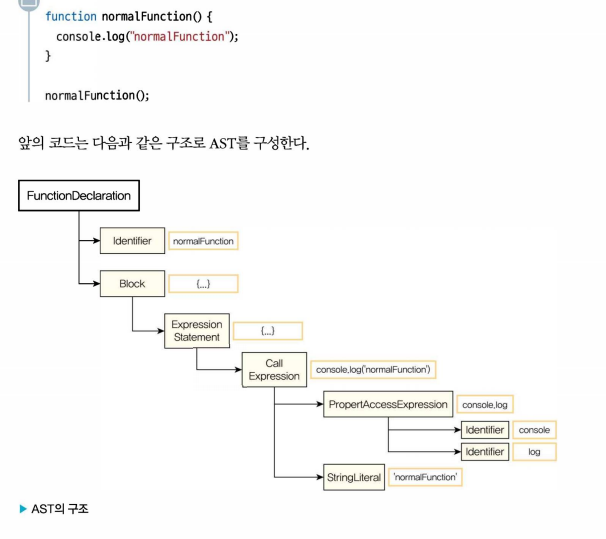 function normalFunction() {
console.log("normalFunction");
}
normalFunction();
앞의 코드는 다음과 같은 구조로 AST를 구성한다.
FunctionDeclaration
Identifier normalFunction
Block {,,,}
Expression
Statement {,,,}
Call
Expression console,log('normalFunction')
PropertAccessExpression console,log
Identifier console
Identifier log
StringLiteral 'normalFunction'
▶ AST의 구조